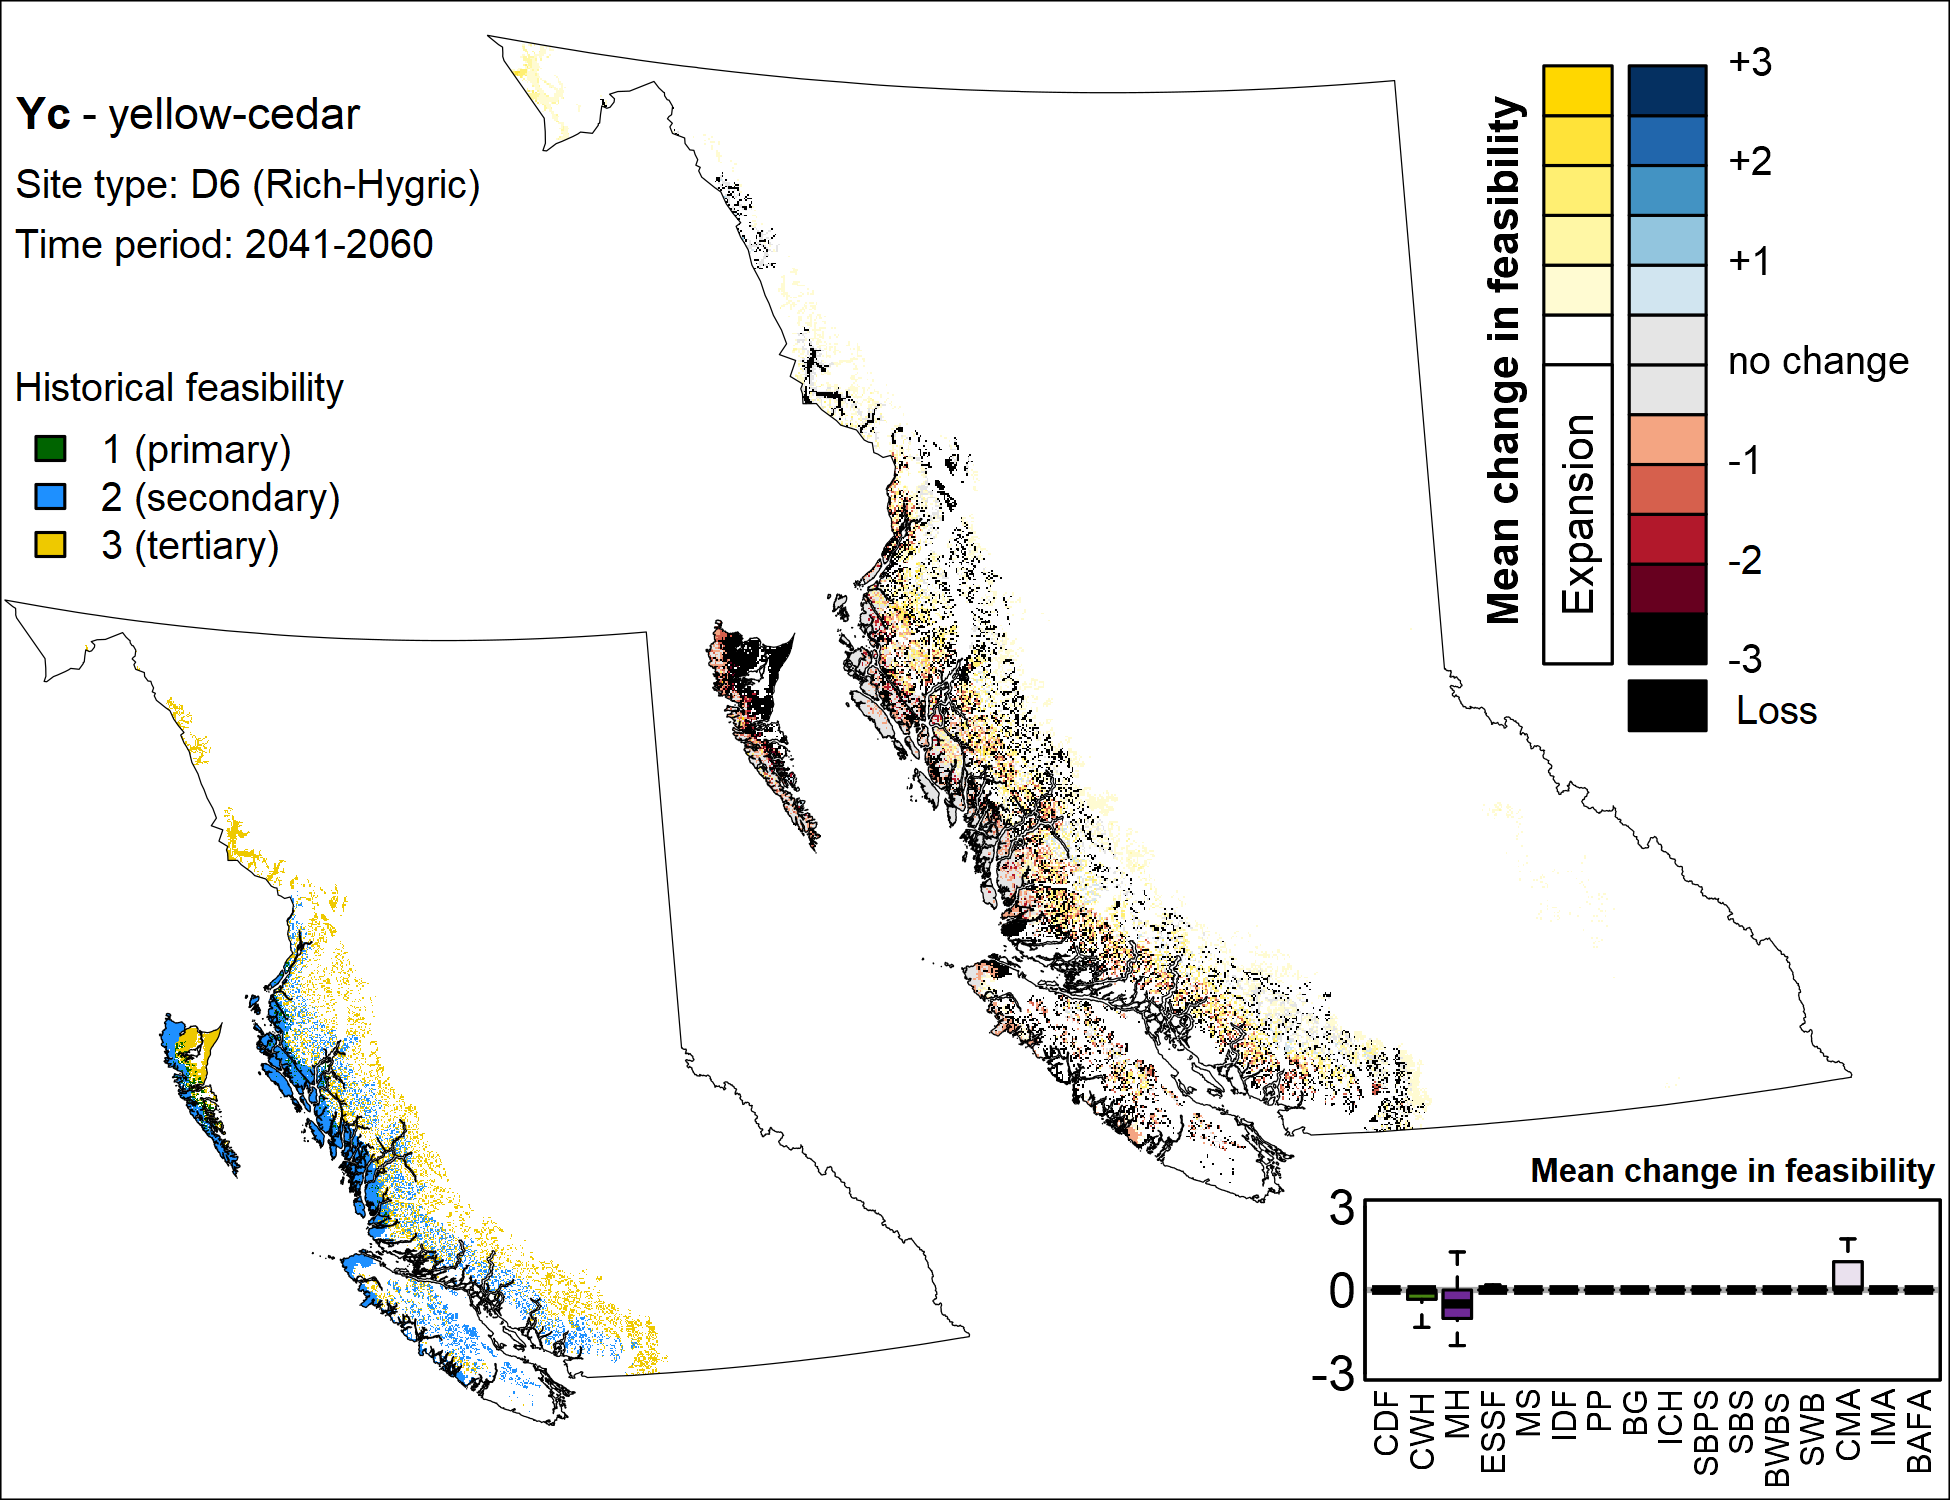 Yc - yellow-cedar
Site type: D6 (Rich-Hygric)
Time period: 2041-2060
Historical feasibility
1 (primary)
2 (secondary)
3 (tertiary)
Mean change in feasibility
Expansion
+3
+2
+1
no change
-1
-2
-3
Loss
Mean change in feasibility
3
0
-3
CDF
CWH
MH
ESSF
MS
IDF
PP
BG
ICH
SBPS
SBS
BWBS
SWB
CMA
IMA
BAFA